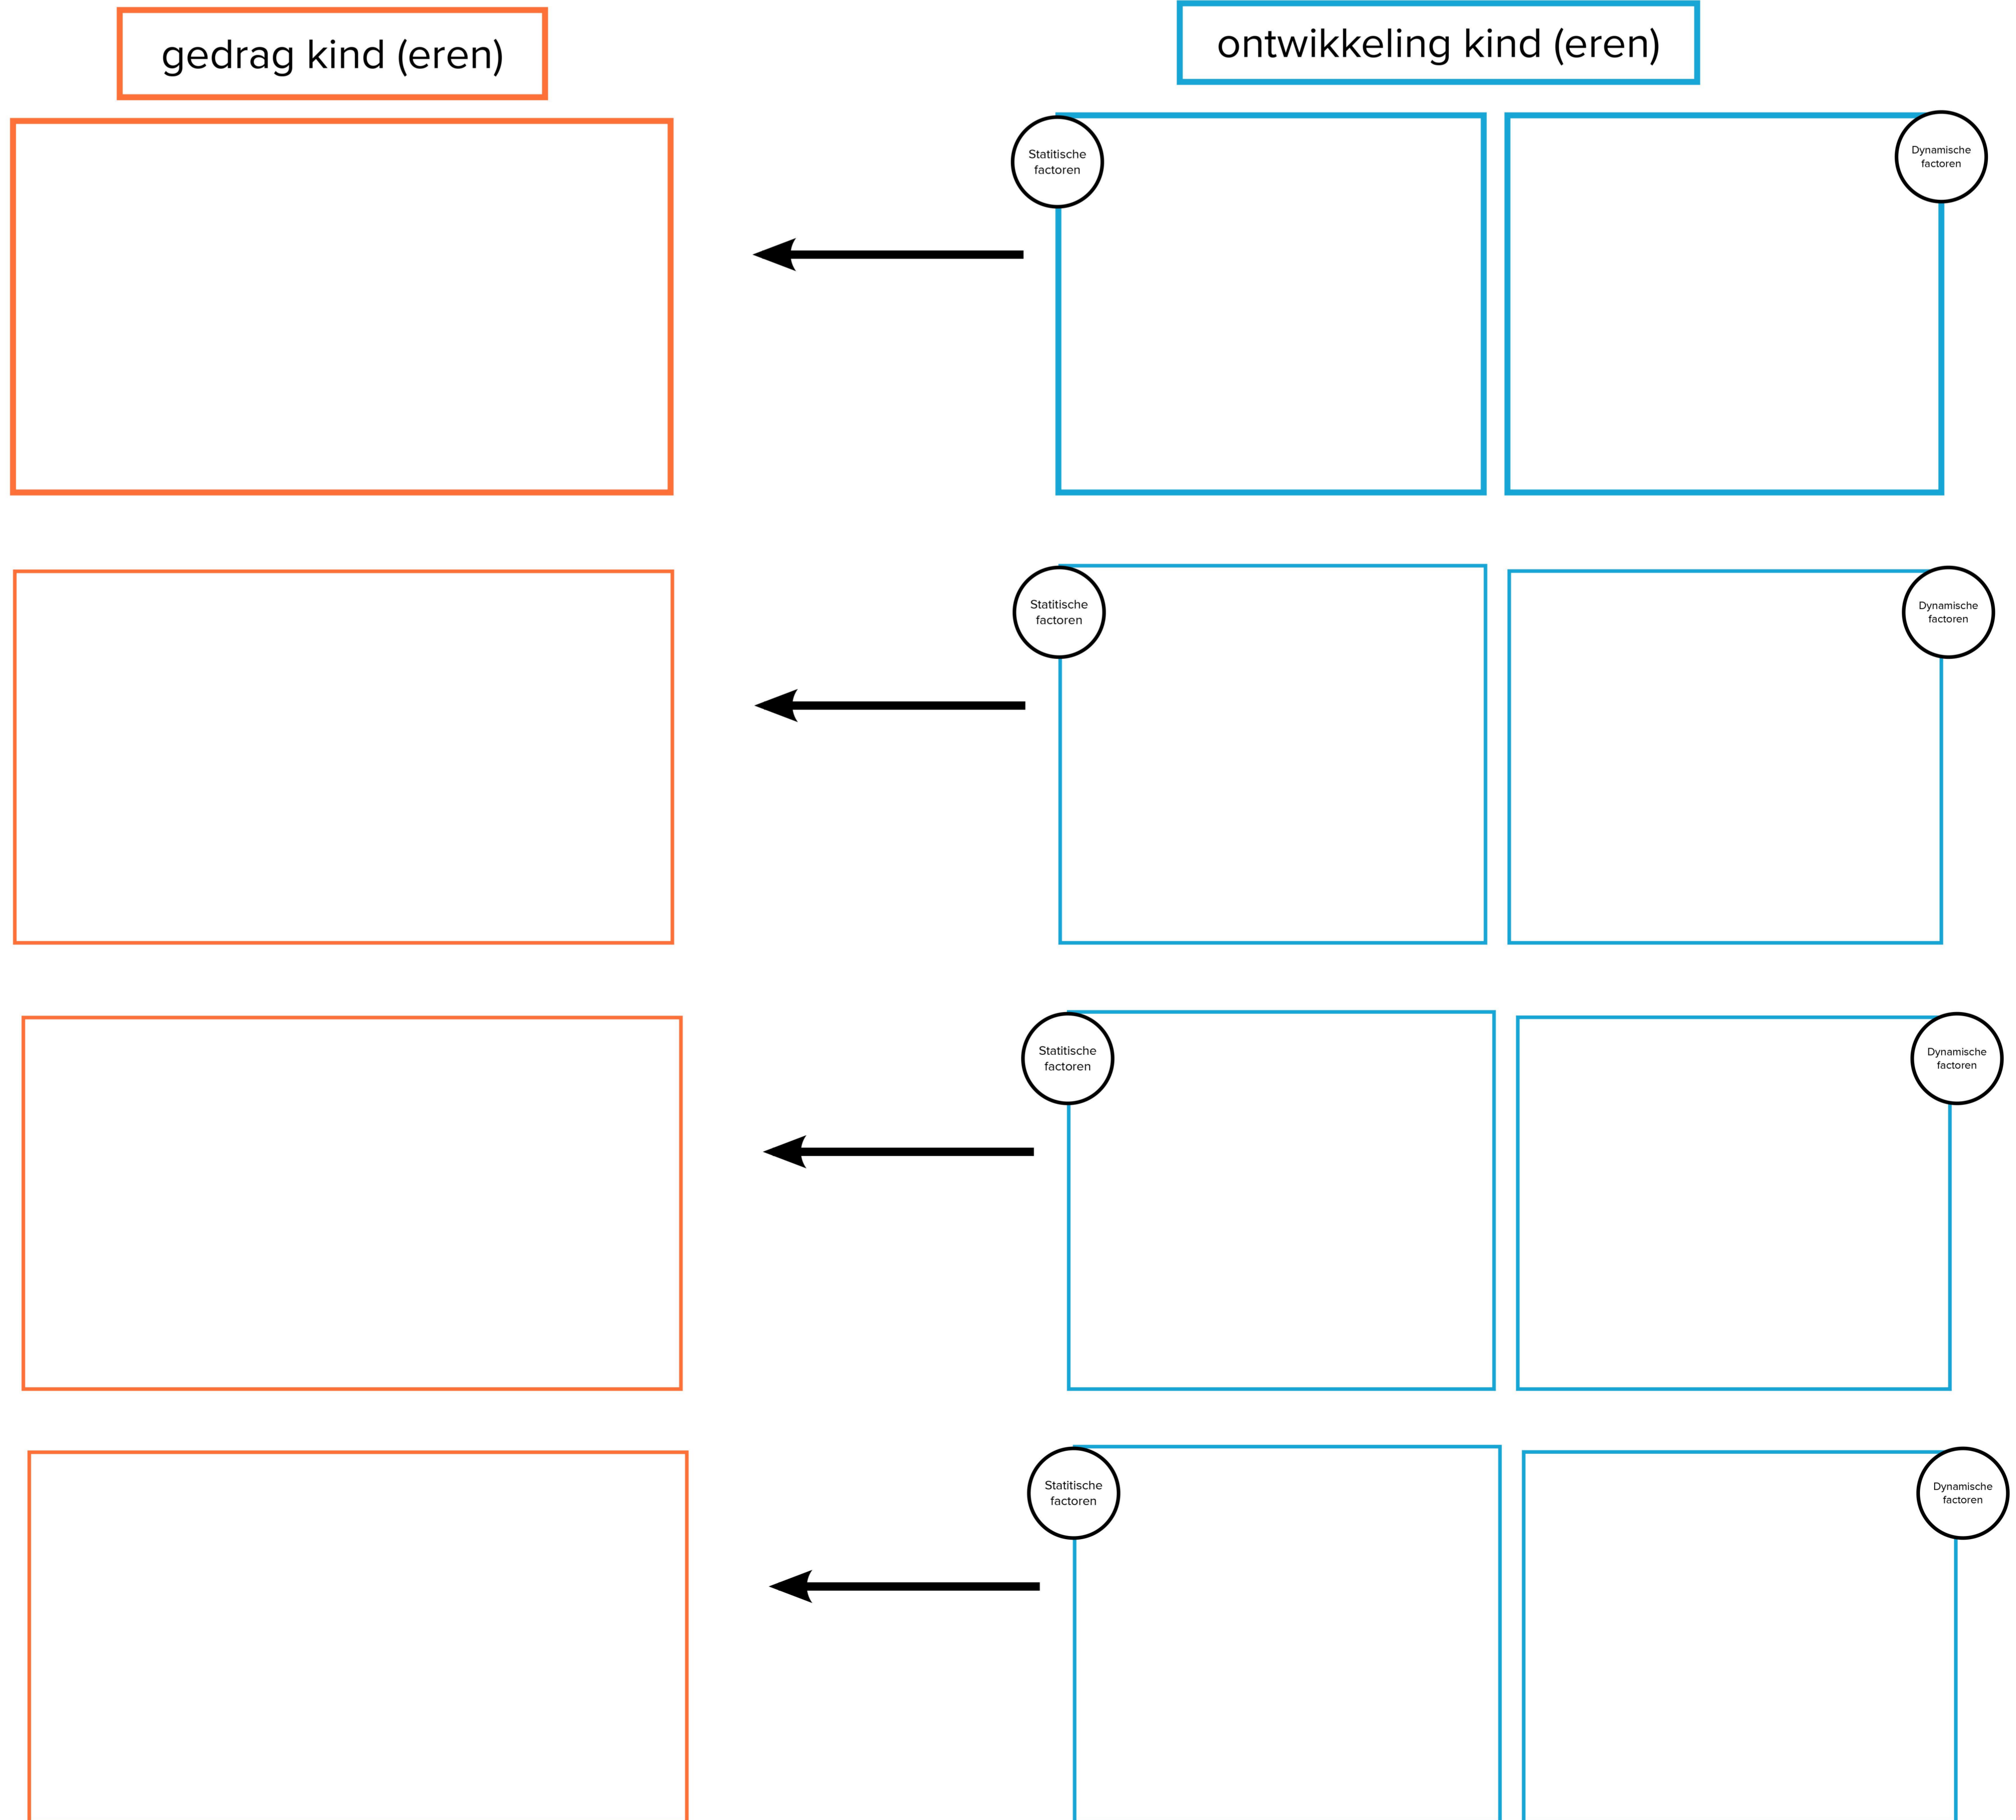 gedrag kind (eren)
ontwikkeling kind (eren)
Statitische
factoren
Dynamische
factoren
Statitische
factoren
Dynamische
factoren
Statitische
factoren
Dynamische
factoren
Statitische
factoren
Dynamische
factoren